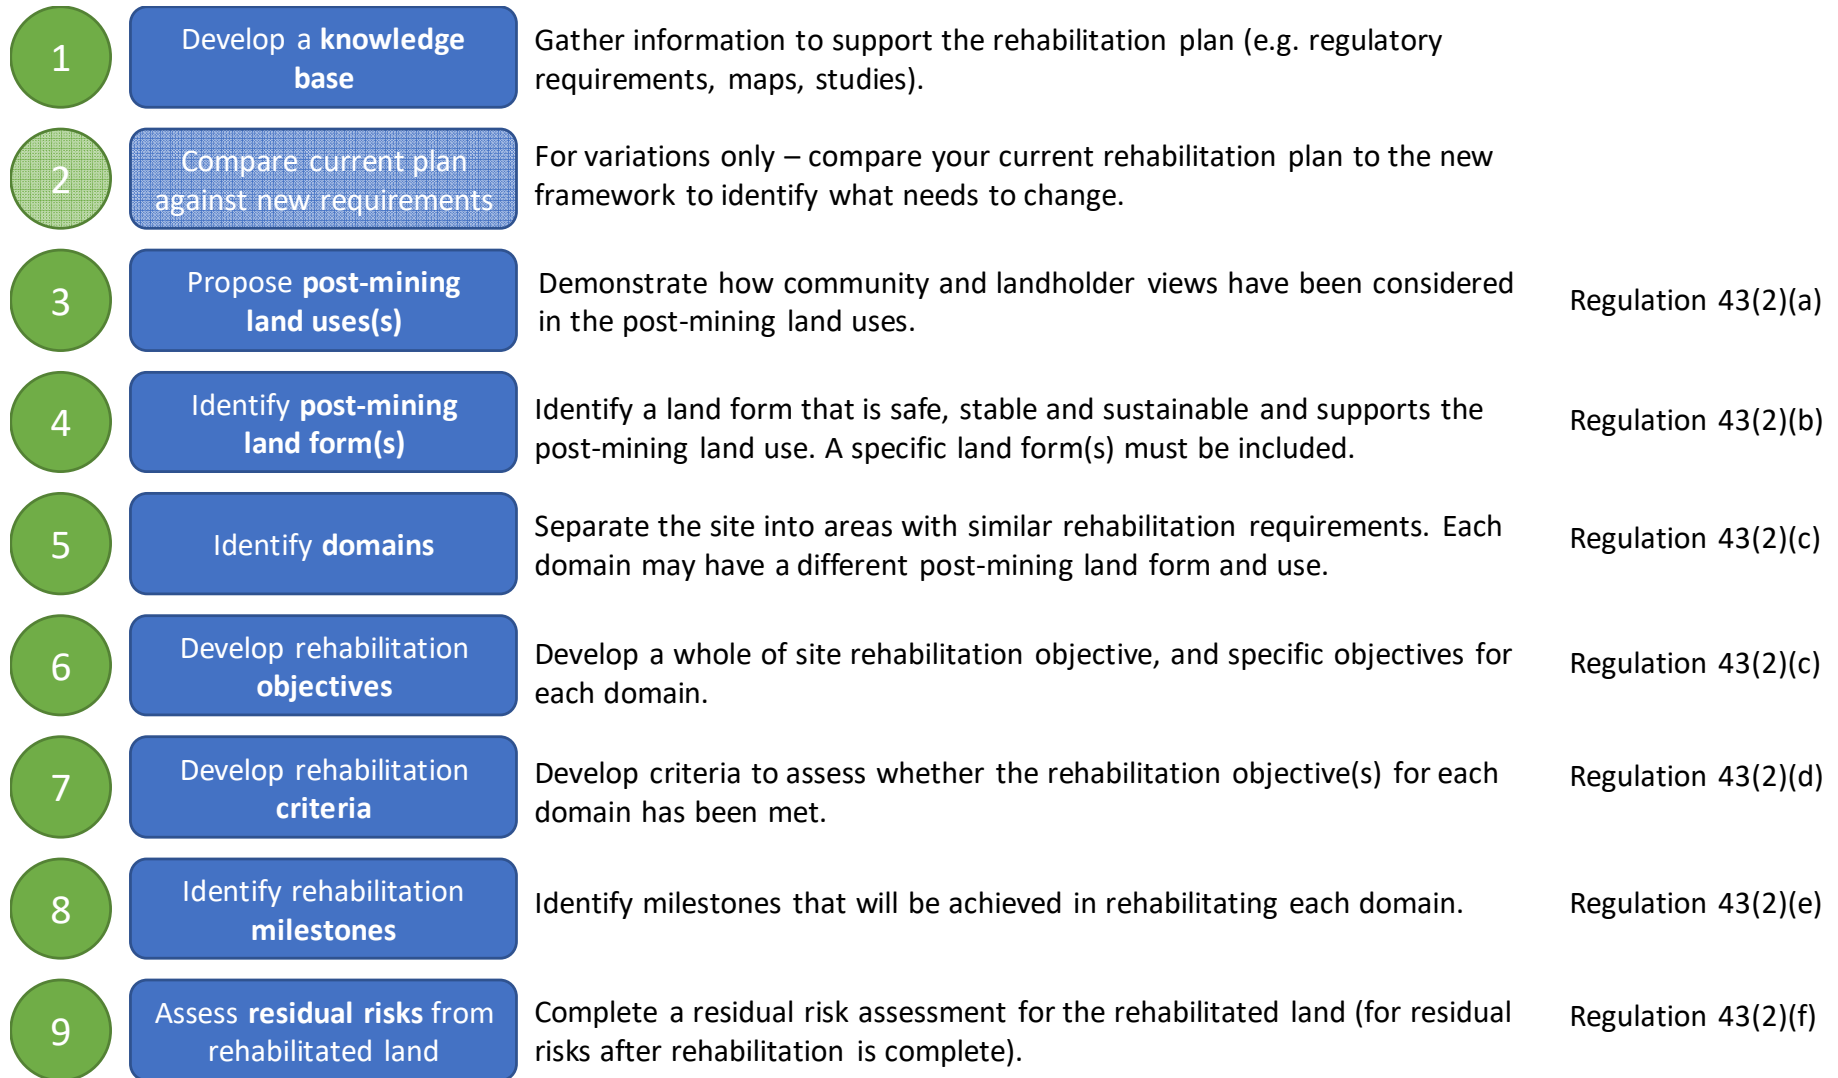 1
Develop a knowledge
base
Gather information to support the rehabilitation plan (e.g. regulatory
requirements, maps, studies).
2
Compare current plan
against new requirements
For variations only – compare your current rehabilitation plan to the new
framework to identify what needs to change.
3
Propose post-mining
land uses(s)
Demonstrate how community and landholder views have been considered
in the post-mining land uses.
Regulation 43(2)(a)
4
Identify post-mining
land form(s)
Identify a land form that is safe, stable and sustainable and supports the
post-mining land use. A specific land form(s) must be included.
Regulation 43(2)(b)
5
Identify domains
Separate the site into areas with similar rehabilitation requirements. Each
domain may have a different post-mining land form and use.
Regulation 43(2)(c)
6
Develop rehabilitation
objectives
Develop a whole of site rehabilitation objective, and specific objectives for
each domain.
Regulation 43(2)(c)
7
Develop rehabilitation
criteria
Develop criteria to assess whether the rehabilitation objective(s) for each
domain has been met.
Regulation 43(2)(d)
8
Identify rehabilitation
milestones
Identify milestones that will be achieved in rehabilitating each domain.
Regulation 43(2)(e)
9
Assess residual risks from
rehabilitated land
Complete a residual risk assessment for the rehabilitated land (for residual
risks after rehabilitation is complete).
Regulation 43(2)(f)